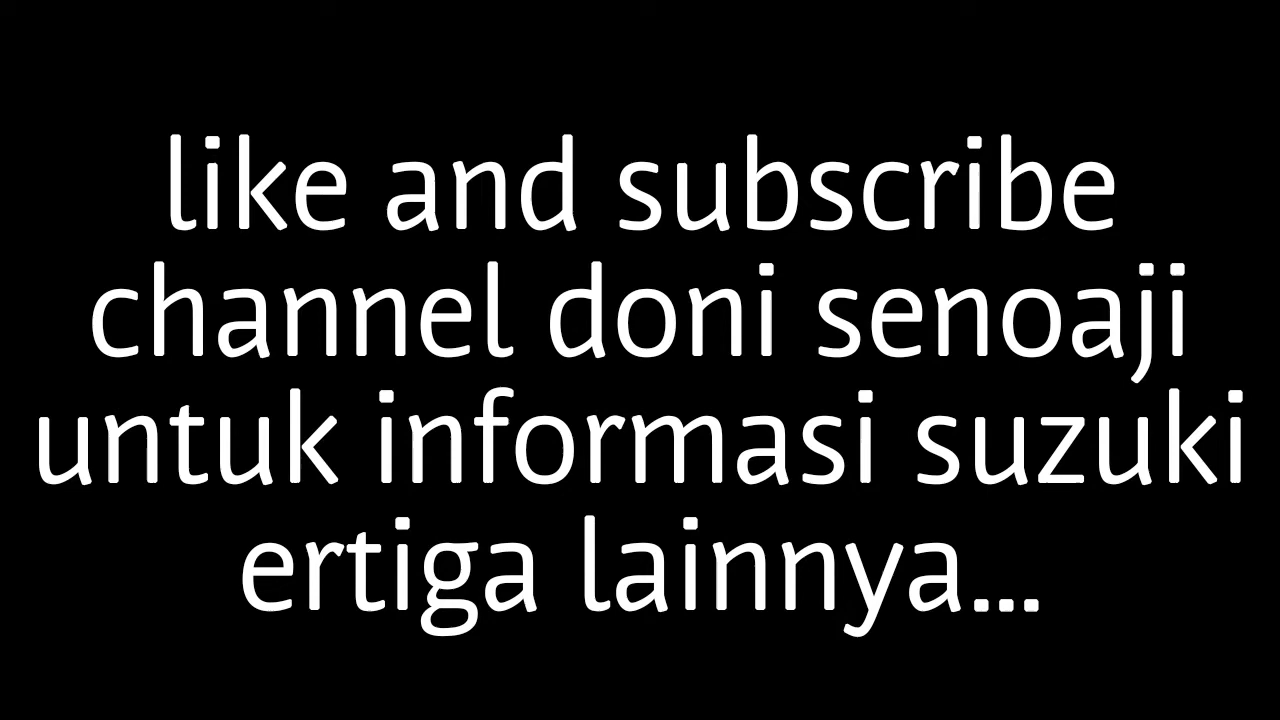 like and subscribe
channel doni senoaji
untuk informasi suzuki
ertiga lainnya...